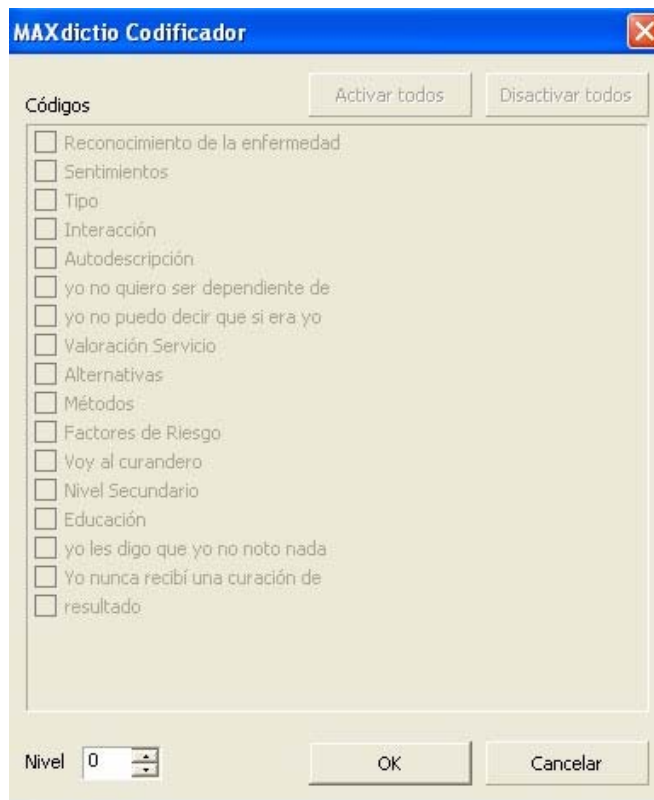 MAXdictio Codificador
Códigos
Activar todos
Disactivar todos
Reconocimiento de la enfermedad
Sentimientos
Tipo
Interacción
Autodescripción
yo no quiero ser dependiente de
yo no puedo decir que si era yo
Valoración Servicio
Alternativas
Métodos
Factores de Riesgo
Voy al curandero
Nivel Secundario
Educación
yo les digo que yo no noto nada
Yo nunca recibí una curación de
resultado
Nivel 0
OK
Cancelar